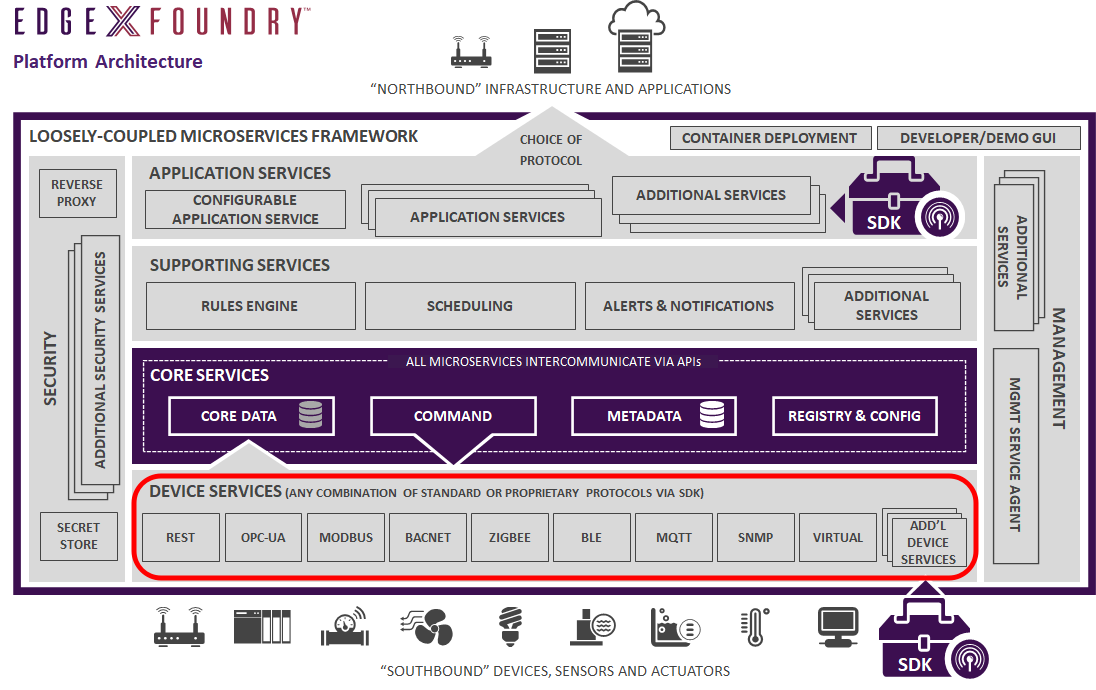 EDGE X FOUNDRY™
Platform Architecture
“NORTHBOUND” INFRASTRUCTURE AND APPLICATIONS
LOOSELY-COUPLED MICROSERVICES FRAMEWORK
CHOICE OF
PROTOCOL
CONTAINER DEPLOYMENT
DEVELOPER/DEMO GUI
SECURITY
REVERSE
PROXY
ADDITIONAL SECURITY SERVICES
SECRET
STORE
APPLICATION SERVICES
CONFIGURABLE
APPLICATION SERVICE
APPLICATION SERVICES
ADDITIONAL SERVICES
SDK
SUPPORTING SERVICES
RULES ENGINE
SCHEDULING
ALERTS & NOTIFICATIONS
ADDITIONAL
SERVICES
ALL MICROSERVICES INTERCOMMUNICATE VIA APIs
CORE SERVICES
CORE DATA
COMMAND
METADATA
REGISTRY & CONFIG
DEVICE SERVICES (ANY COMBINATION OF STANDARD OR PROPRIETARY PROTOCOLS VIA SDK)
REST
OPC-UA
MODBUS
BACNET
ZIGBEE
BLE
MQTT
SNMP
VIRTUAL
ADD’L
DEVICE
SERVICES
ADDITIONAL
SERVICES
MANAGEMENT
MGMT SERVICE AGENT
SDK
“SOUTHBOUND” DEVICES, SENSORS AND ACTUATORS